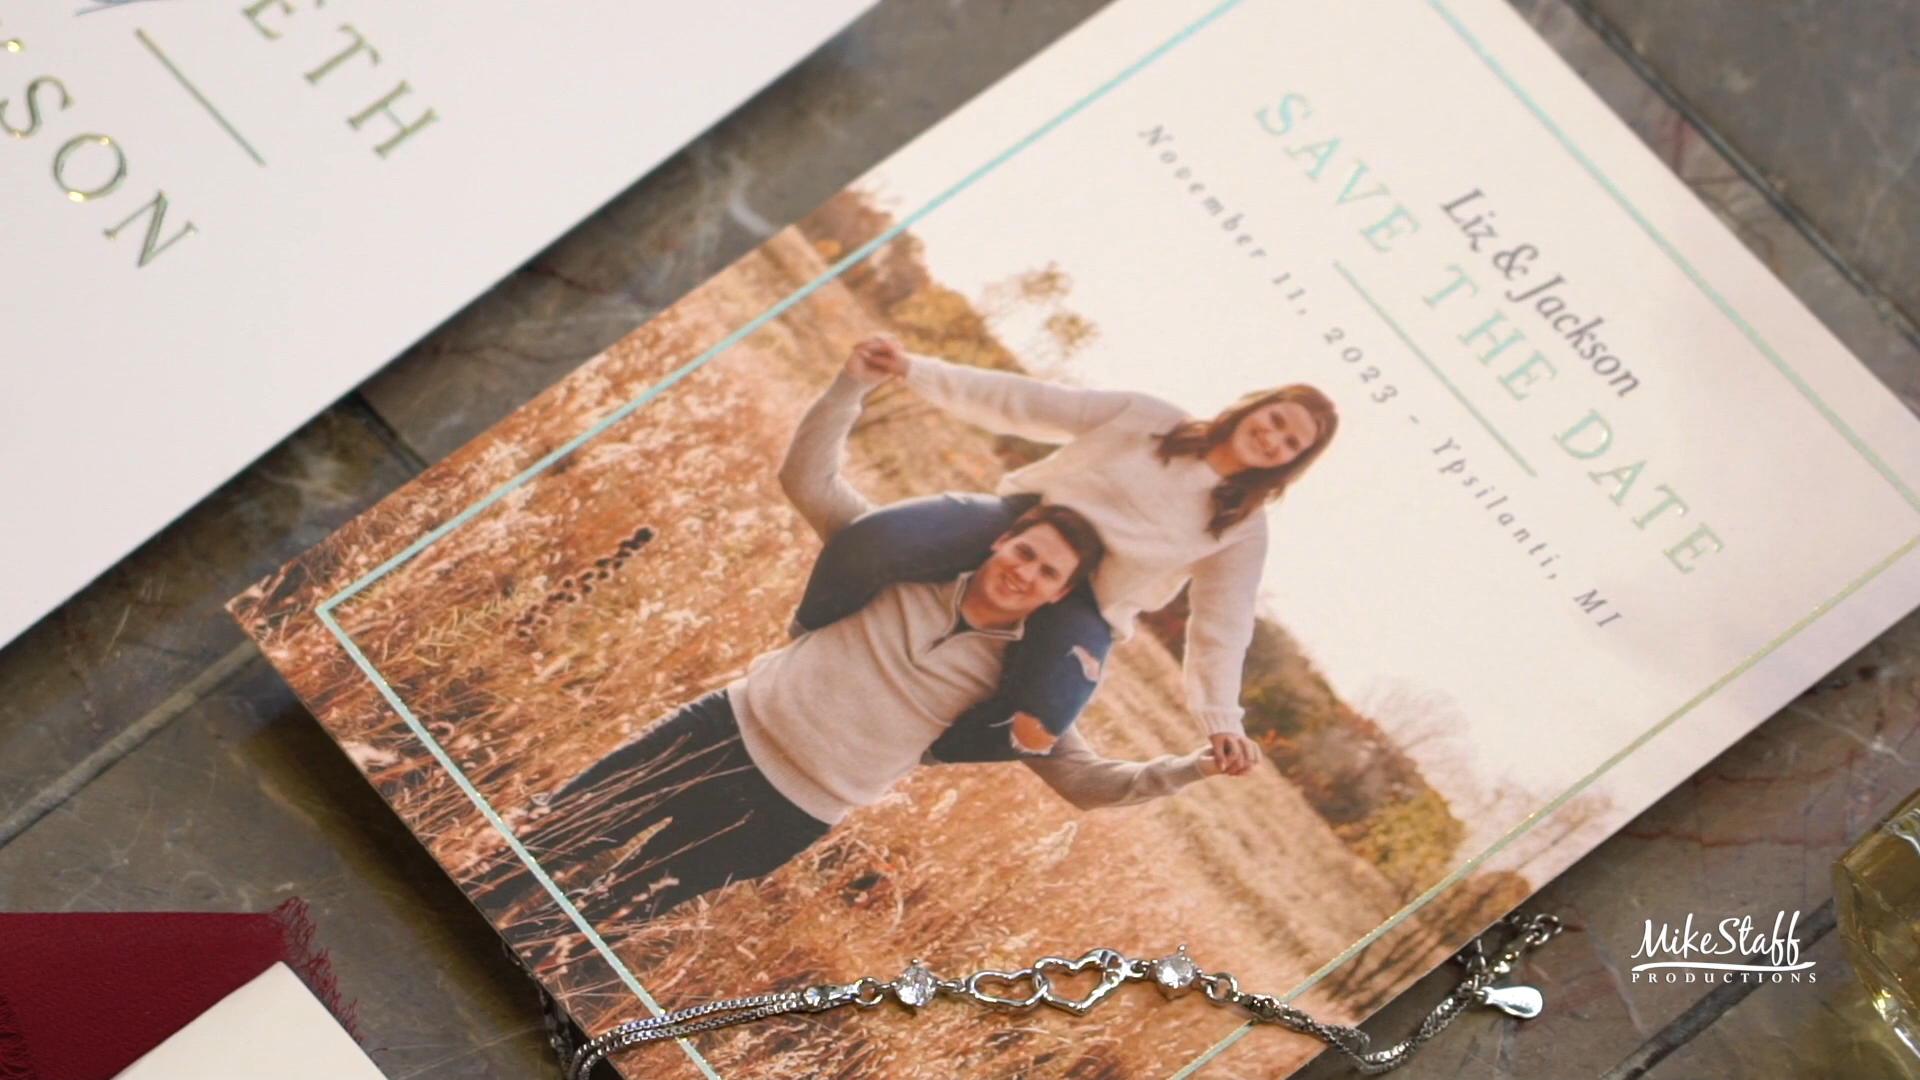 ETH
SON
Liz & Jackson
SAVE THE DATE
November 11, 2023 - Ypsilanti, MI
MikeStaff
PRODUCTIONS